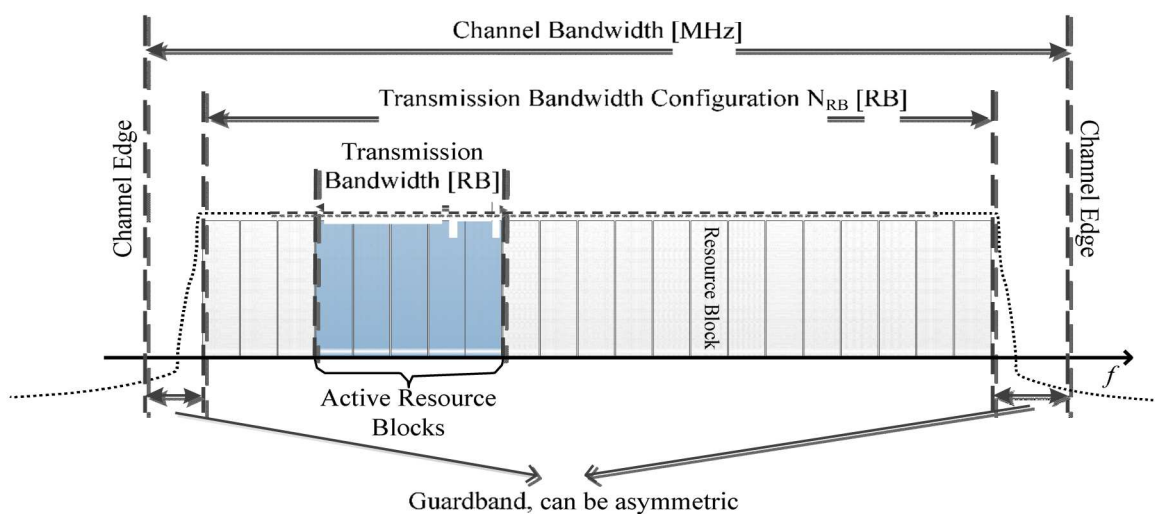 Channel Bandwidth [MHz]
Transmission Bandwidth Configuration NRB [RB]
Transmission
Bandwidth [RB]
Channel Edge
Channel Edge
Resource Block
f
Active Resource
Blocks
Guardband, can be asymmetric